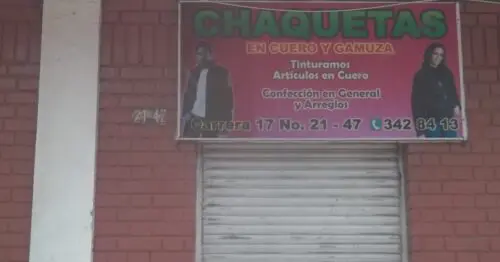 CHAQUETAS
EN CUERO Y GAMUZA
Tinturamos
Artículos en Cuero
Confección en General
y Arreglos
Carrera 17 No. 21 - 47 342 84 13
21-47